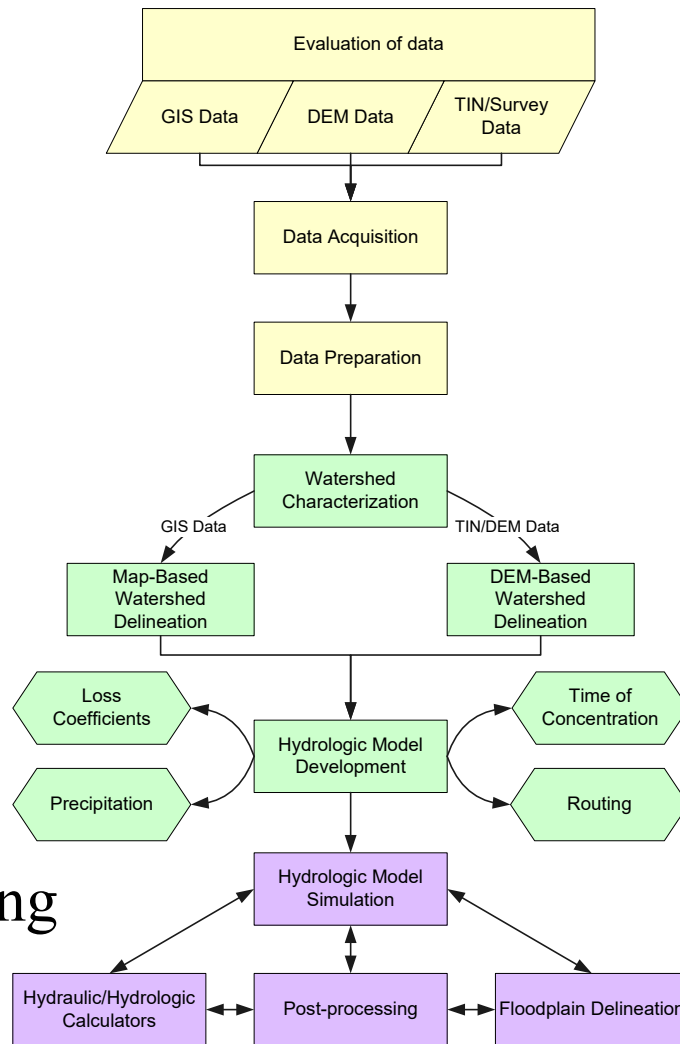 Evaluation of data
GIS Data
DEM Data
TIN/Survey
Data
Data Acquisition
Data Preparation
Watershed
Characterization
GIS Data
TIN/DEM Data
Map-Based
Watershed
Delineation
DEM-Based
Watershed
Delineation
Loss
Coefficients
Time of
Concentration
Hydrologic Model
Development
Precipitation
Routing
Hydrologic Model
Simulation
ng
Hydraulic/Hydrologic
Calculators
Post-processing
Floodplain Delineation